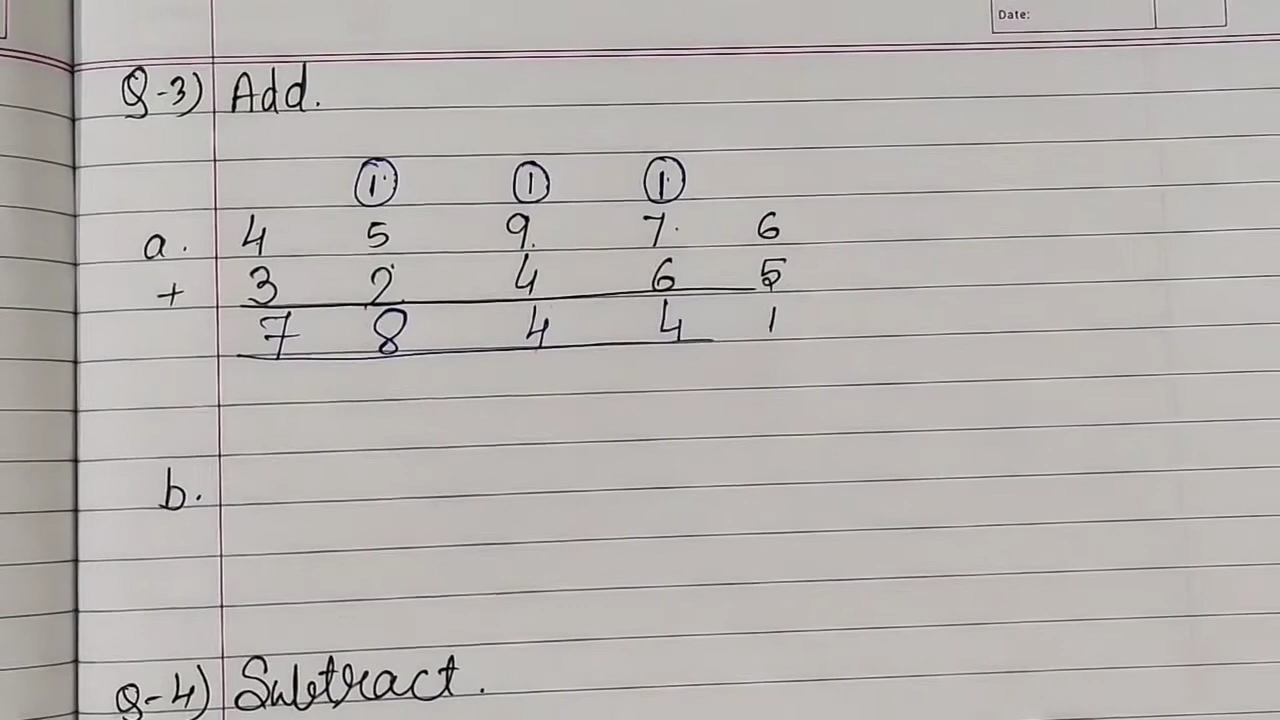 Date:
Q-3) Add.
① ① ①
a. 4 5 9 7 6
+ 3 2 4 6 5
7 8 4 4 1
b.
Q-4) Subtract.